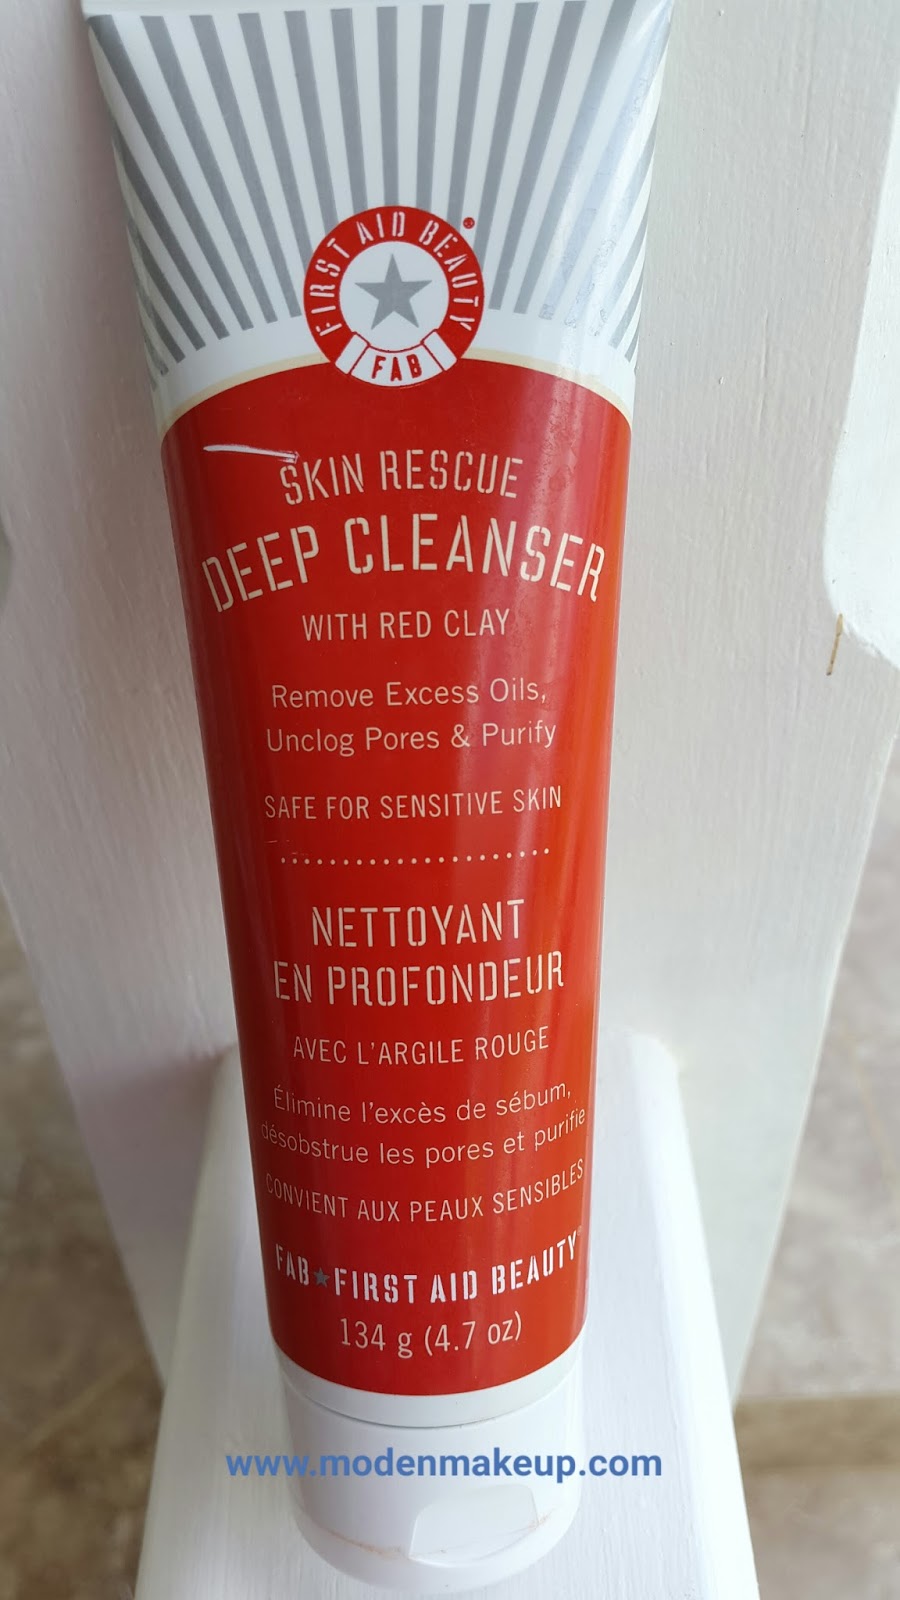 FIRST AID BEAUTY®
FAB
SKIN RESCUE
DEEP CLEANSER
WITH RED CLAY
Remove Excess Oils,
Unclog Pores & Purify
SAFE FOR SENSITIVE SKIN
NETTOYANT
EN PROFONDEUR
AVEC L'ARGILE ROUGE
Élimine l'excès de sébum,
désobstrue les pores et purifie
CONVIENT AUX PEAUX SENSIBLES
FAB★FIRST AID BEAUTY®
134 g (4.7 oz)
www.modenmakeup.com